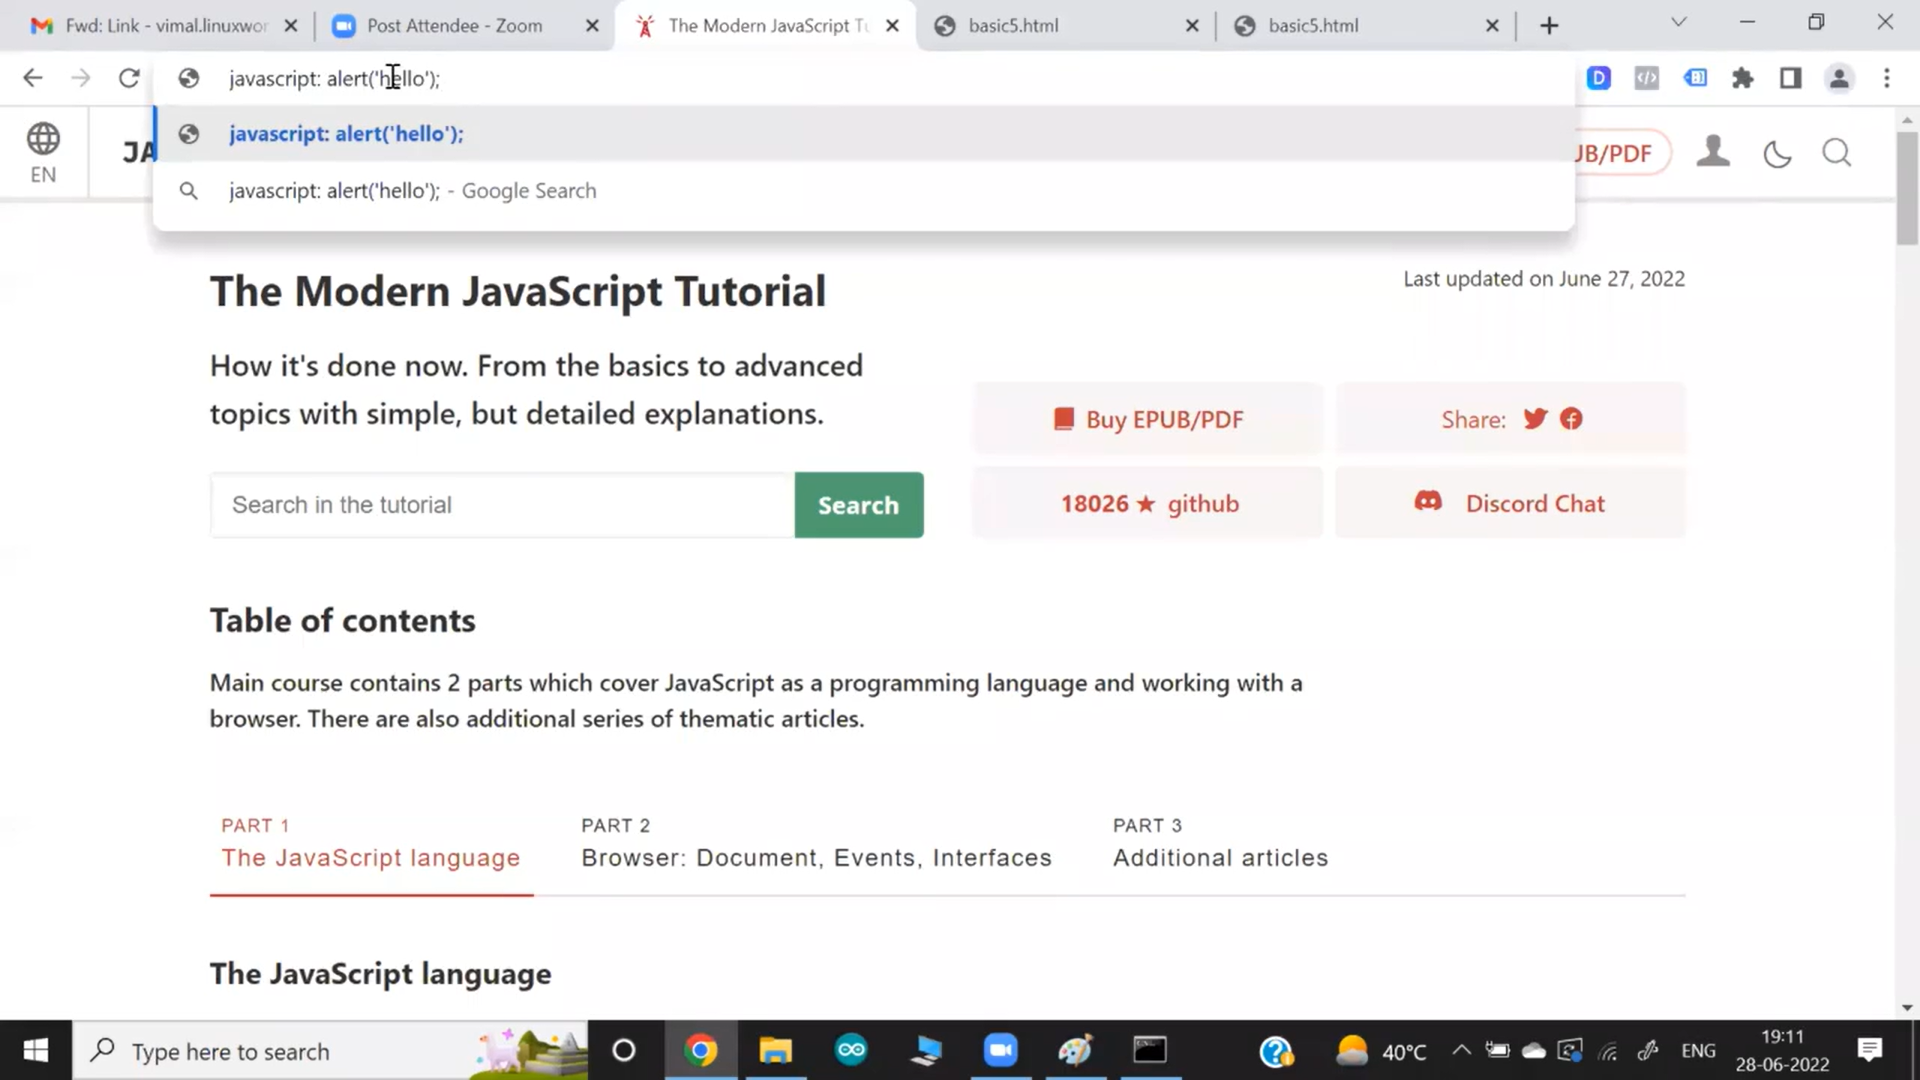 Fwd: Link - vimal.linuxwor
Post Attendee - Zoom
The Modern JavaScript Tu
basic5.html
basic5.html
javascript: alert('hello');
javascript: alert('hello');
javascript: alert('hello'); - Google Search
EN
JA
UB/PDF
The Modern JavaScript Tutorial
Last updated on June 27, 2022
How it's done now. From the basics to advanced
topics with simple, but detailed explanations.
Buy EPUB/PDF
Share:
Search in the tutorial
Search
18026 ★ github
Discord Chat
Table of contents
Main course contains 2 parts which cover JavaScript as a programming language and working with a
browser. There are also additional series of thematic articles.
PART 1
The JavaScript language
PART 2
Browser: Document, Events, Interfaces
PART 3
Additional articles
The JavaScript language
Type here to search
40°C
ENG
19:11
28-06-2022